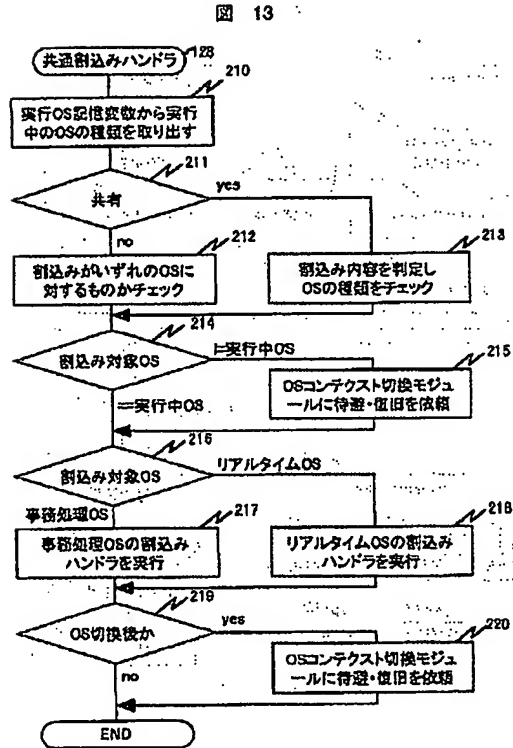 図 13
共通割込みハンドラ
128
210
実行OS記憶変数から実行
中のOSの種類を取り出す
211
共有
yes
no
212
213
割込みがいずれのOSに
対するものかチェック
割込み内容を判定し
OSの種類をチェック
214
割込み対象OS
!=実行中OS
215
OSコンテクスト切換モジュ
ールに待避・復旧を依頼
==実行中OS
216
割込み対象OS
リアルタイムOS
事務処理OS
217
218
事務処理OSの割込み
ハンドラを実行
リアルタイムOSの割込み
ハンドラを実行
219
OS切換後か
yes
220
OSコンテクスト切換モジュ
ールに待避・復旧を依頼
no
END